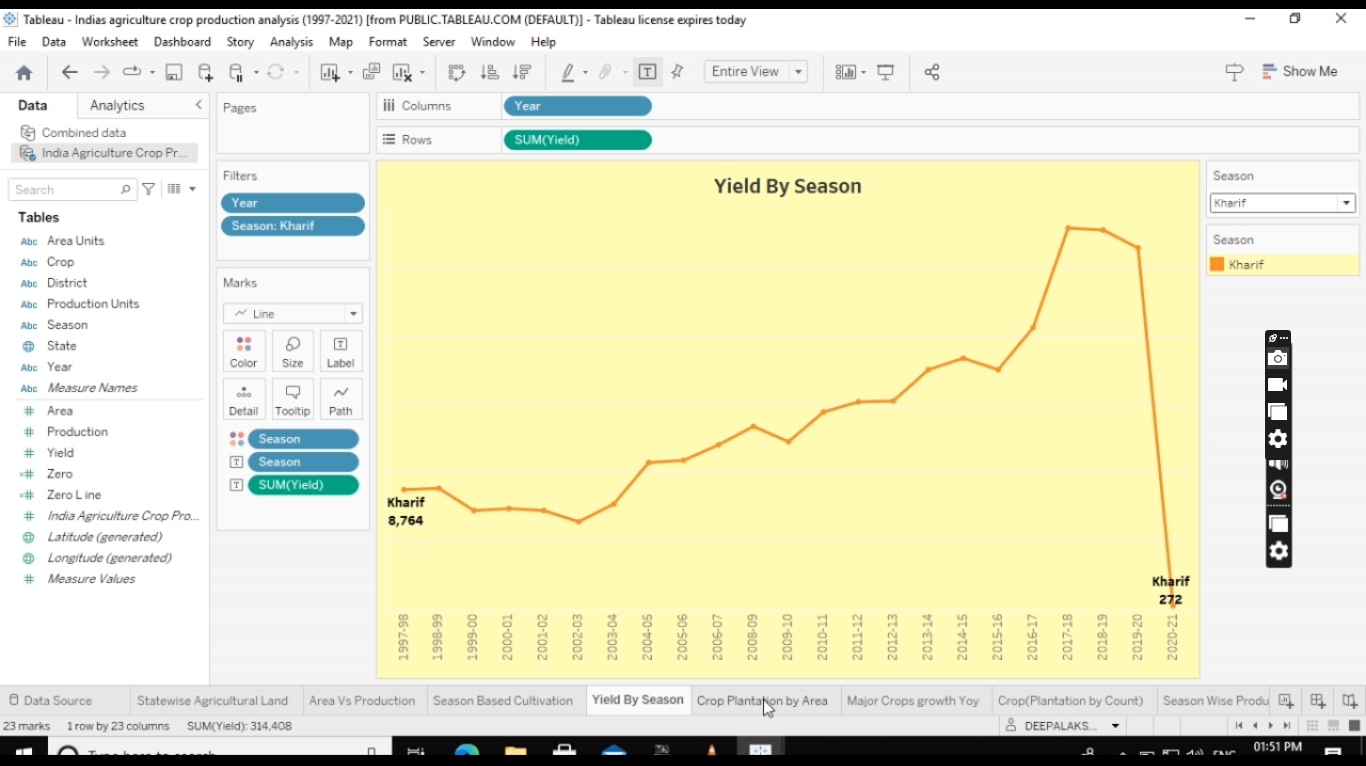 Tableau - Indias agriculture crop production analysis (1997-2021) [from PUBLIC.TABLEAU.COM (DEFAULT)] - Tableau license expires today
File Data Worksheet Dashboard Story Analysis Map Format Server Window Help
Entire View
Show Me
Data Analytics
Combined data
India Agriculture Crop Pr...
Search
Tables
Abc Area Units
Abc Crop
Abc District
Abc Production Units
Abc Season
State
Abc Year
Abc Measure Names
# Area
# Production
# Yield
=# Zero
=# Zero Line
# India Agriculture Crop Pro...
Latitude (generated)
Longitude (generated)
# Measure Values
Pages
Filters
Year
Season: Kharif
Marks
Line
Color Size Label
Detail Tooltip Path
Season
T Season
T SUM(Yield)
iii Columns Year
Rows SUM(Yield)
Yield By Season
Kharif
8,764
Kharif
272
1997-98
1998-99
1999-00
2000-01
2001-02
2002-03
2003-04
2004-05
2005-06
2006-07
2007-08
2008-09
2009-10
2010-11
2011-12
2012-13
2013-14
2014-15
2015-16
2016-17
2017-18
2018-19
2019-20
2020-21
Season
Kharif
Season
Kharif
Data Source Statewise Agricultural Land Area Vs Production Season Based Cultivation Yield By Season Crop Plantation by Area Major Crops growth Yoy Crop(Plantation by Count) Season Wise Produ
23 marks 1 row by 23 columns SUM(Yield): 314,408
DEEPALAKS...
Type here to search
ENG
01:51 PM